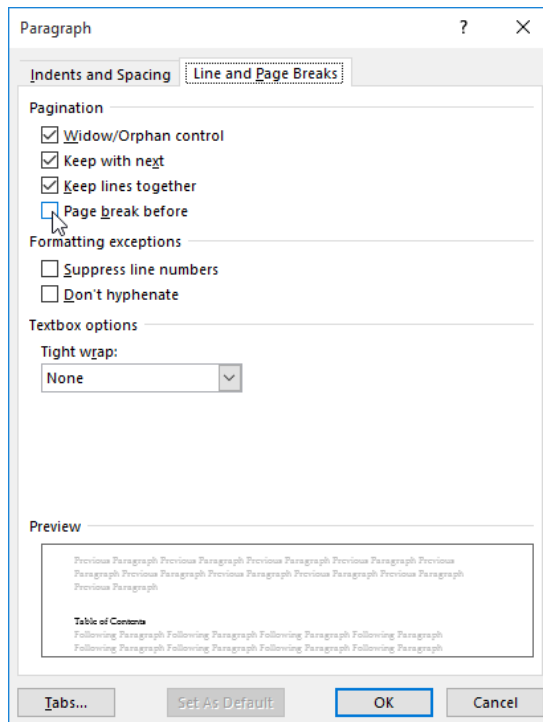 Paragraph ?
Indents and Spacing Line and Page Breaks
Pagination
Widow/Orphan control
Keep with next
Keep lines together
Page break before
Formatting exceptions
Suppress line numbers
Don't hyphenate
Textbox options
Tight wrap:
None
Preview
Previous Paragraph Previous Paragraph Previous Paragraph Previous Paragraph Previous
Paragraph Previous Paragraph Previous Paragraph Previous Paragraph Previous Paragraph
Previous Paragraph
Table of Contents
Following Paragraph Following Paragraph Following Paragraph Following Paragraph
Following Paragraph Following Paragraph Following Paragraph Following Paragraph
Tabs... Set As Default OK Cancel